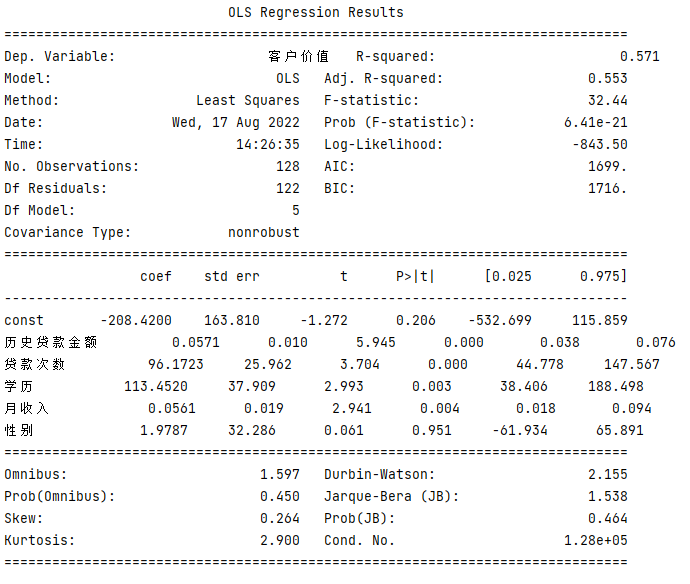 OLS Regression Results
==============================================================================
Dep. Variable: 客户价值 R-squared: 0.571
Model: OLS Adj. R-squared: 0.553
Method: Least Squares F-statistic: 32.44
Date: Wed, 17 Aug 2022 Prob (F-statistic): 6.41e-21
Time: 14:26:35 Log-Likelihood: -843.50
No. Observations: 128 AIC: 1699.
Df Residuals: 122 BIC: 1716.
Df Model: 5
Covariance Type: nonrobust
==============================================================================
coef std err t P>|t| [0.025 0.975]
------------------------------------------------------------------------------
const -208.4200 163.810 -1.272 0.206 -532.699 115.859
历史贷款金额 0.0571 0.010 5.945 0.000 0.038 0.076
贷款次数 96.1723 25.962 3.704 0.000 44.778 147.567
学历 113.4520 37.909 2.993 0.003 38.406 188.498
月收入 0.0561 0.019 2.941 0.004 0.018 0.094
性别 1.9787 32.286 0.061 0.951 -61.934 65.891
==============================================================================
Omnibus: 1.597 Durbin-Watson: 2.155
Prob(Omnibus): 0.450 Jarque-Bera (JB): 1.538
Skew: 0.264 Prob(JB): 0.464
Kurtosis: 2.900 Cond. No. 1.28e+05
==============================================================================